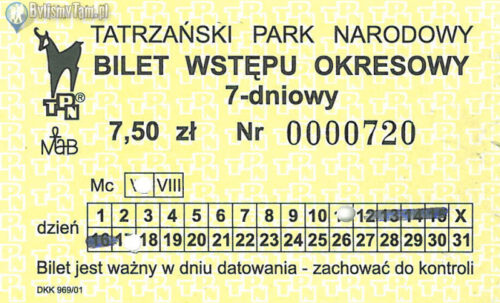 ByliśmyTam.pl
TATRZAŃSKI PARK NARODOWY
BILET WSTĘPU OKRESOWY
7-dniowy
TPN®
MaB
7,50 zł Nr 0000720
Mc VIII
dzień
1 2 3 4 5 6 7 8 9 10 12 13 14 15 X
16 18 19 20 21 22 23 24 25 26 27 28 29 30 31
Bilet jest ważny w dniu datowania - zachować do kontroli
DKK 969/01